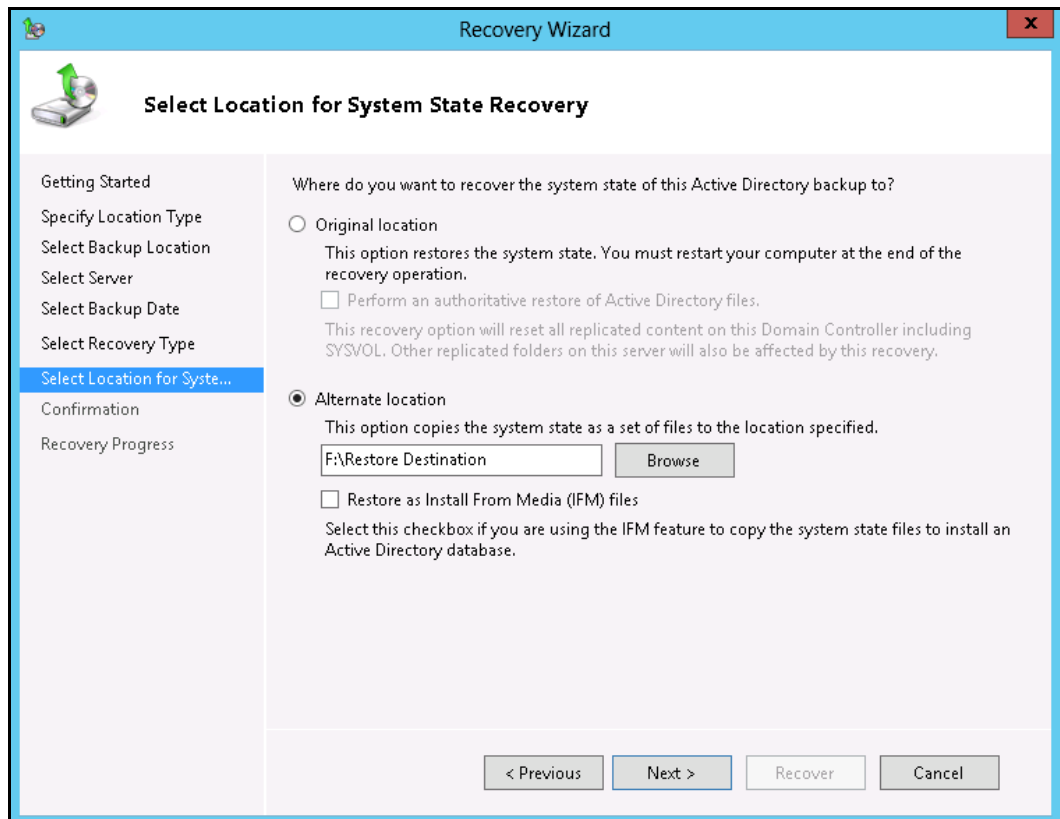 Recovery Wizard
x
Select Location for System State Recovery
Getting Started
Specify Location Type
Select Backup Location
Select Server
Select Backup Date
Select Recovery Type
Select Location for Syste...
Confirmation
Recovery Progress
Where do you want to recover the system state of this Active Directory backup to?
Original location
This option restores the system state. You must restart your computer at the end of the
recovery operation.
Perform an authoritative restore of Active Directory files.
This recovery option will reset all replicated content on this Domain Controller including
SYSVOL. Other replicated folders on this server will also be affected by this recovery.
Alternate location
This option copies the system state as a set of files to the location specified.
F:\Restore Destination
Browse
Restore as Install From Media (IFM) files
Select this checkbox if you are using the IFM feature to copy the system state files to install an
Active Directory database.
< Previous
Next >
Recover
Cancel